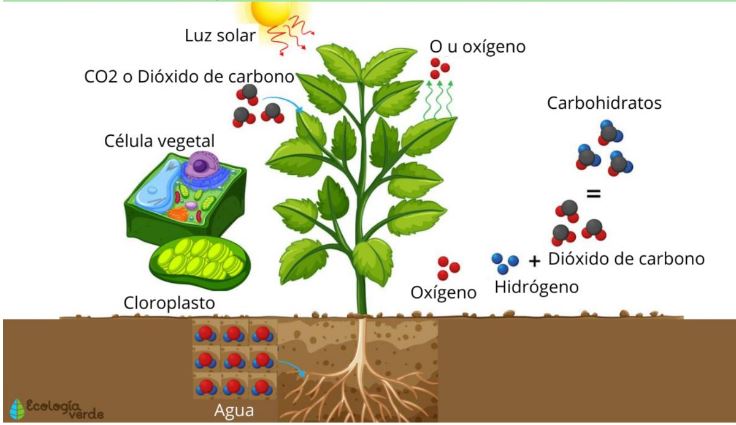 Luz solar
O u oxígeno
CO2 o Dióxido de carbono
Carbohidratos
Célula vegetal
=
+ Dióxido de carbono
Oxígeno
Hidrógeno
Cloroplasto
Agua
Ecología
verde